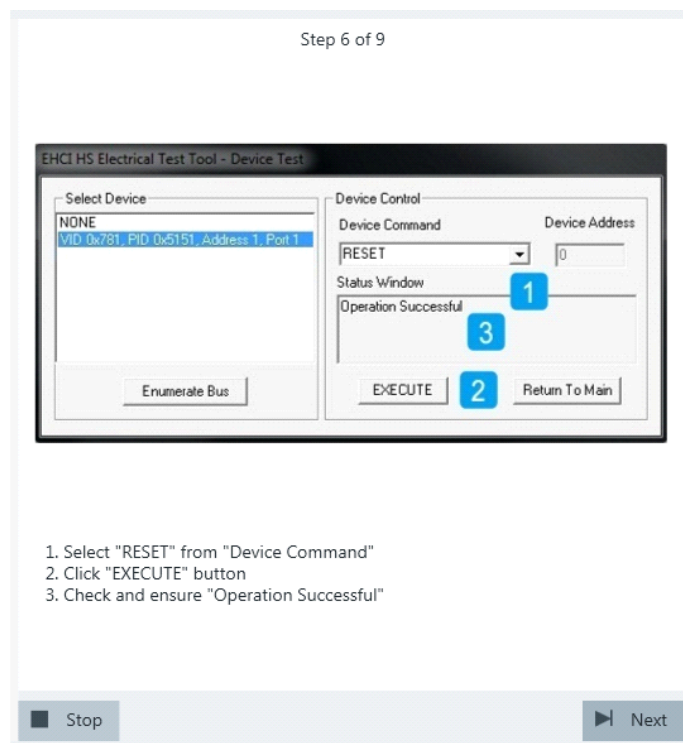 Step 6 of 9
EHCI HS Electrical Test Tool - Device Test
Select Device
NONE
VID 0x781, PID 0x5151, Address 1, Port 1
Enumerate Bus
Device Control
Device Command
Device Address
RESET
0
1
Status Window
Operation Successful
3
EXECUTE
2
Return To Main
1. Select "RESET" from "Device Command"
2. Click "EXECUTE" button
3. Check and ensure "Operation Successful"
Stop
Next